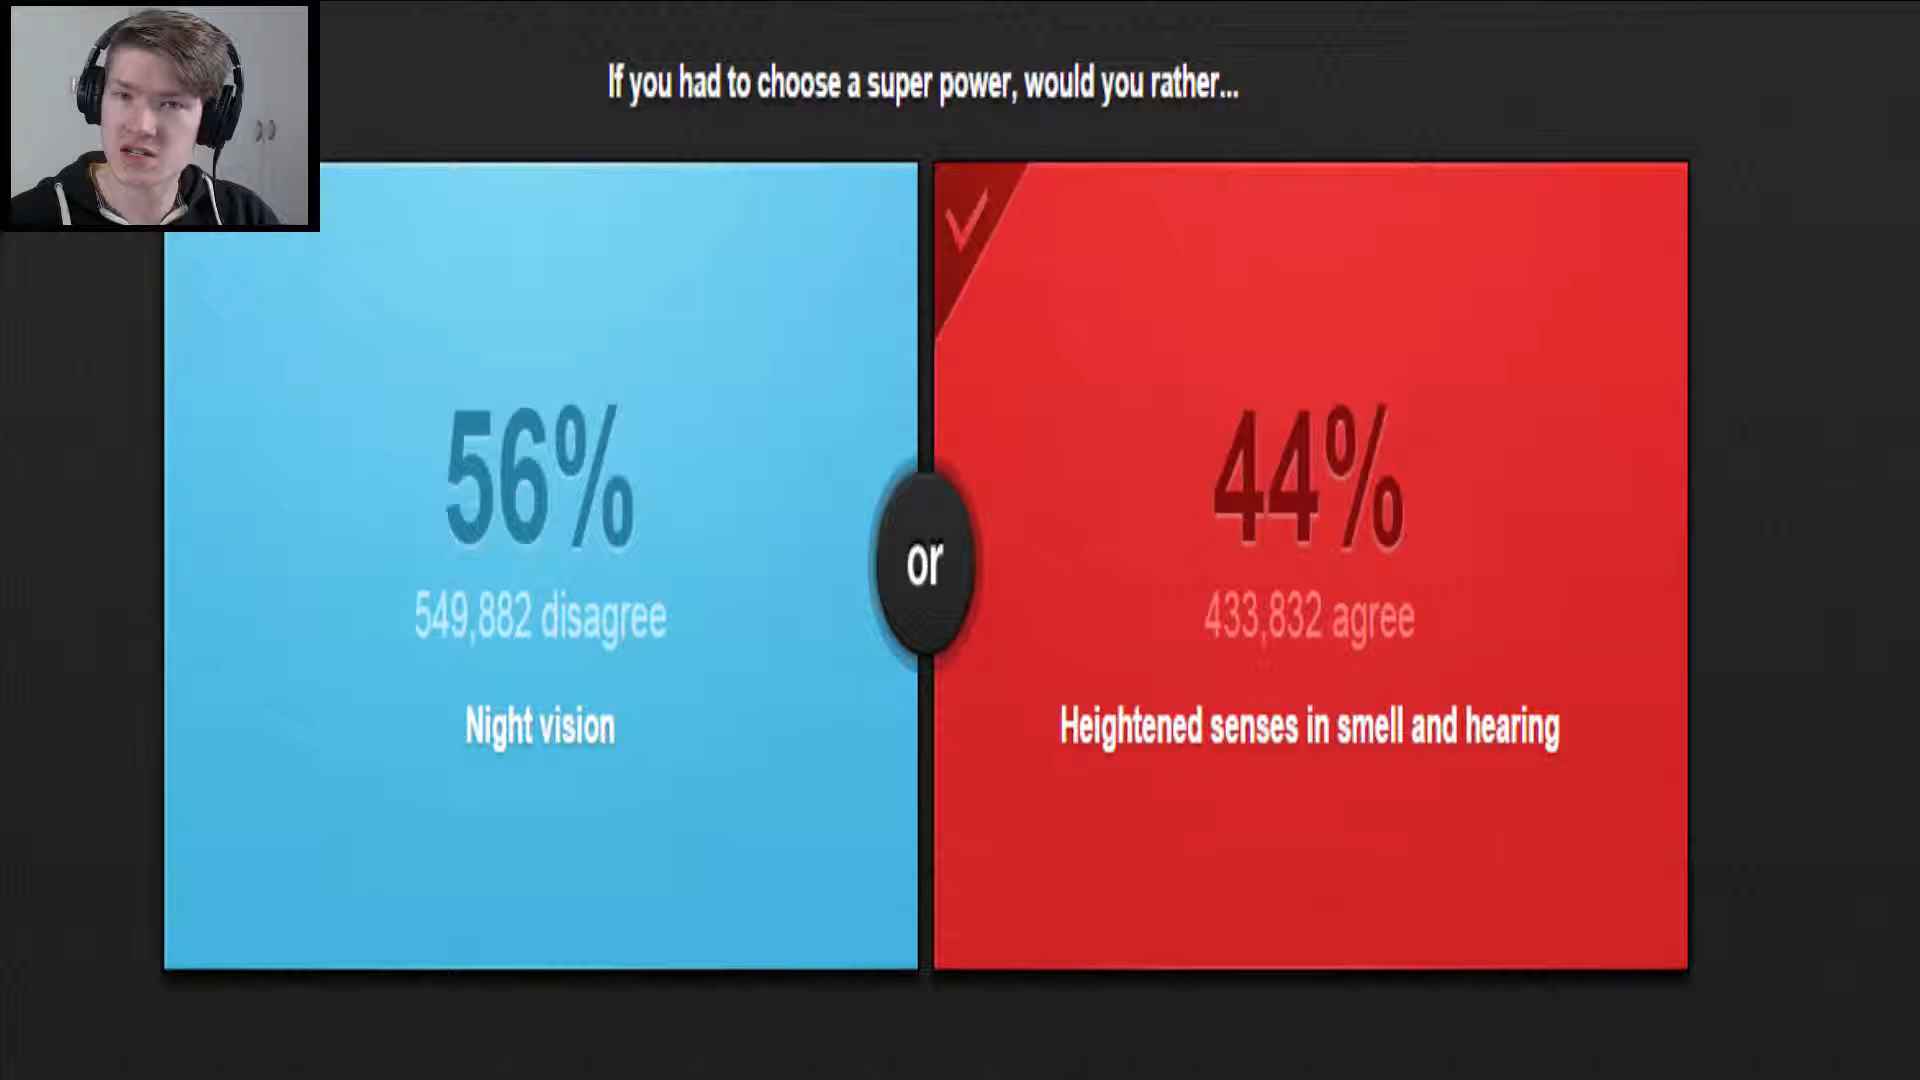 If you had to choose a super power, would you rather...
56%
549,882 disagree
Night vision
or
44%
433,832 agree
Heightened senses in smell and hearing